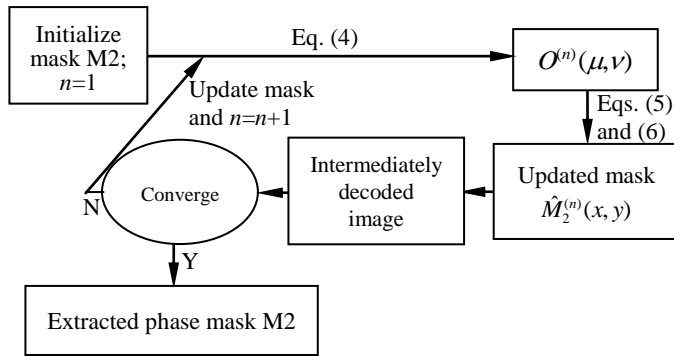 Initialize
mask M2;
n=1
Eq. (4)
O^(n)(μ,ν)
Update mask
and n=n+1
Eqs. (5)
and (6)
Updated mask
M̂₂^(n)(x, y)
Intermediately
decoded
image
Converge
N
Y
Extracted phase mask M2